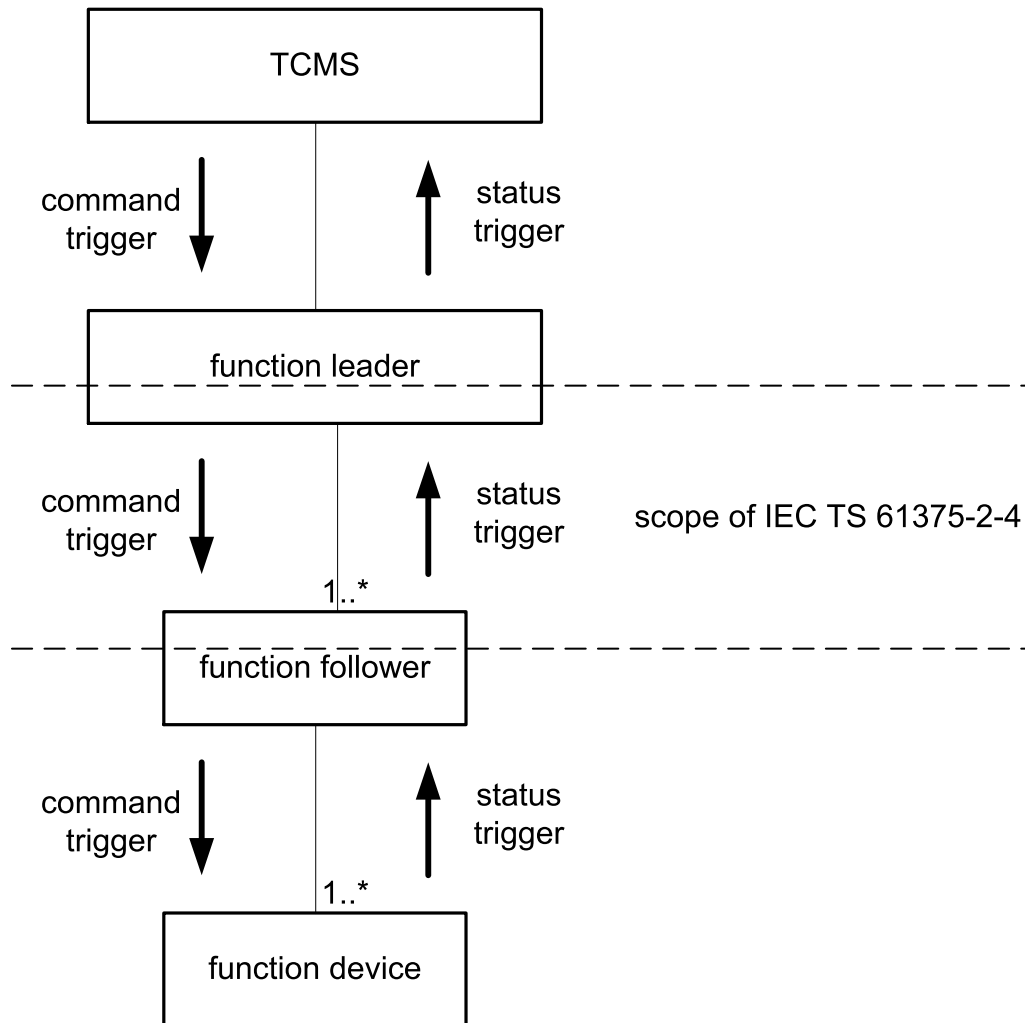 TCMS
command
trigger
status
trigger
function leader
command
trigger
status
trigger
scope of IEC TS 61375-2-4
1..*
function follower
command
trigger
status
trigger
1..*
function device